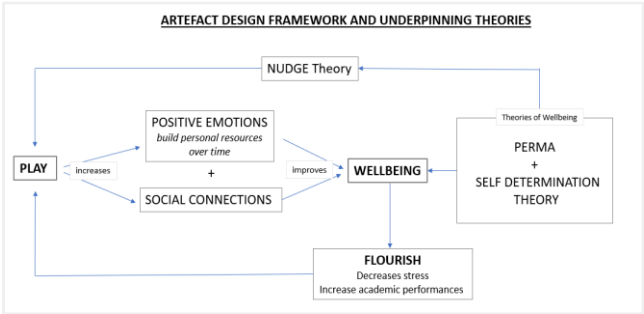 ARTEFACT DESIGN FRAMEWORK AND UNDERPINNING THEORIES
NUDGE Theory
Theories of Wellbeing
POSITIVE EMOTIONS
build personal resources
over time
PLAY
increases
+
improves
WELLBEING
PERMA
+
SELF DETERMINATION
THEORY
SOCIAL CONNECTIONS
FLOURISH
Decreases stress
Increase academic performances